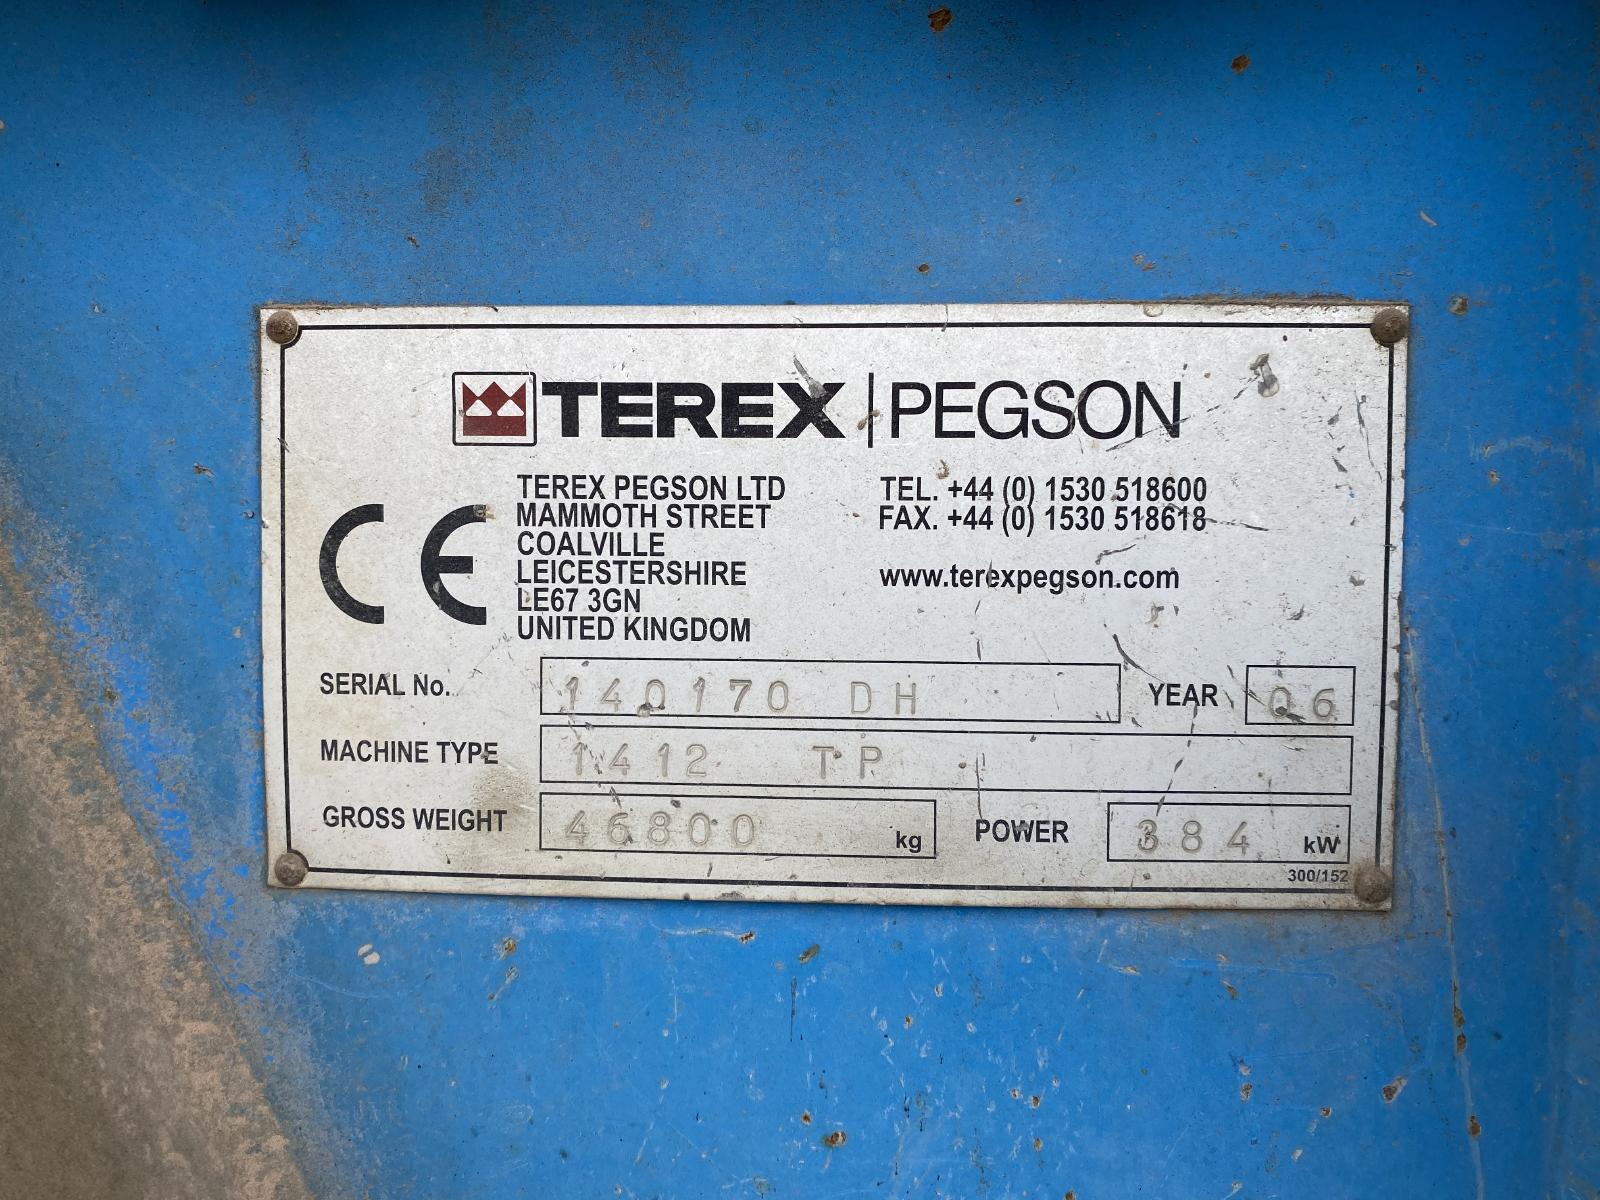 TEREX | PEGSON
TEREX PEGSON LTD
MAMMOTH STREET
COALVILLE
LEICESTERSHIRE
LE67 3GN
UNITED KINGDOM
TEL. +44 (0) 1530 518600
FAX. +44 (0) 1530 518618
www.terexpegson.com
CE
SERIAL No. 140170 DH YEAR 06
MACHINE TYPE 1412 TP
GROSS WEIGHT 46800 kg POWER 384 kW
300/152